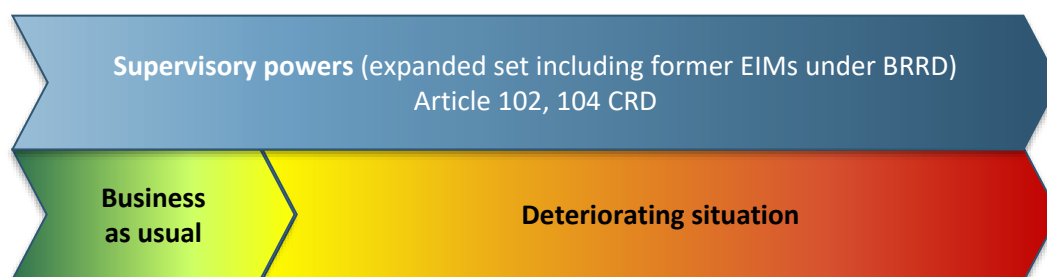 Supervisory powers (expanded set including former EIMs under BRRD)
Article 102, 104 CRD
Business
as usual
Deteriorating situation